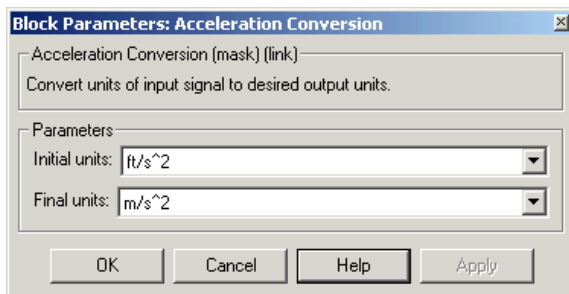 Block Parameters: Acceleration Conversion
Acceleration Conversion (mask) (link)
Convert units of input signal to desired output units.
Parameters
Initial units: ft/s^2
Final units: m/s^2
OK Cancel Help Apply